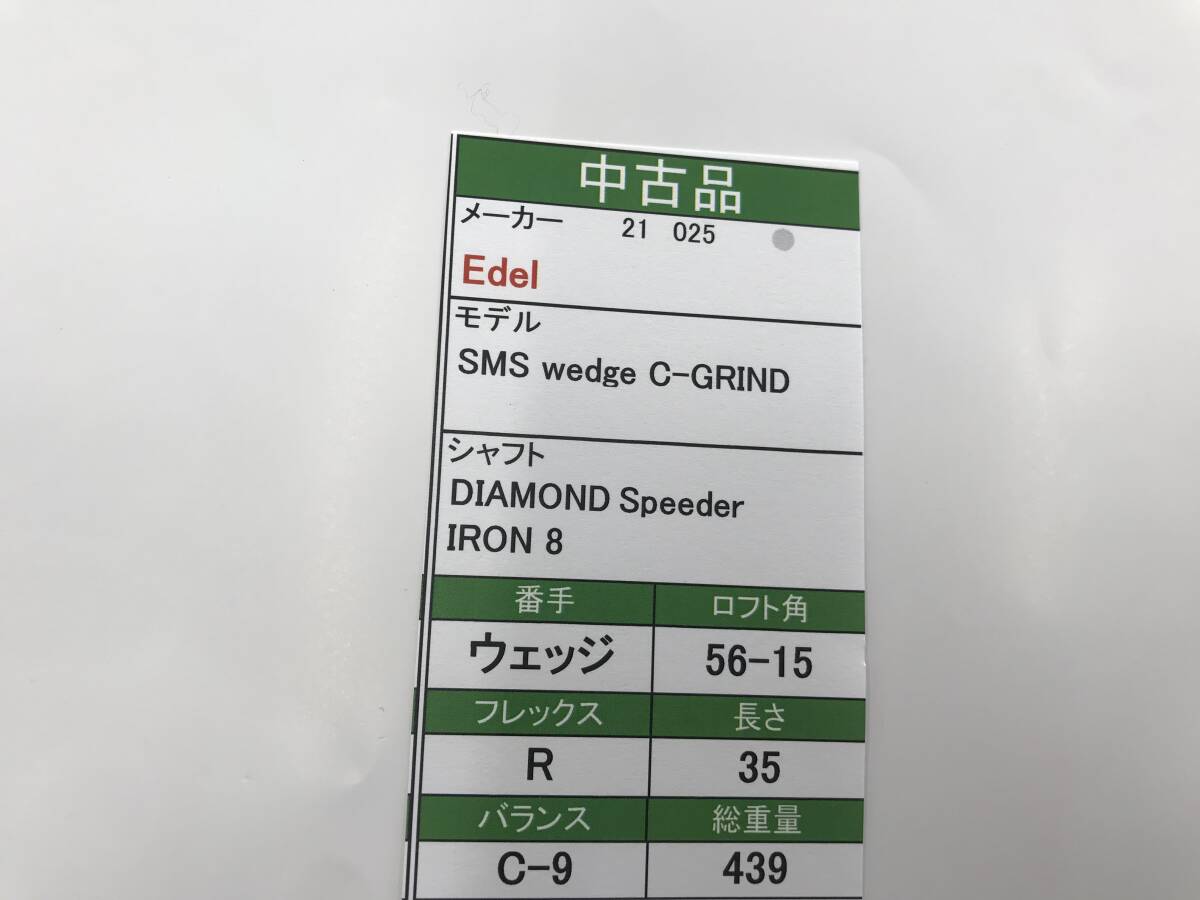 中古品
メーカー 21 025
Edel
モデル
SMS wedge C-GRIND
シャフト
DIAMOND Speeder
IRON 8
番手 ロフト角
ウェッジ 56-15
フレックス 長さ
R 35
バランス 総重量
C-9 439